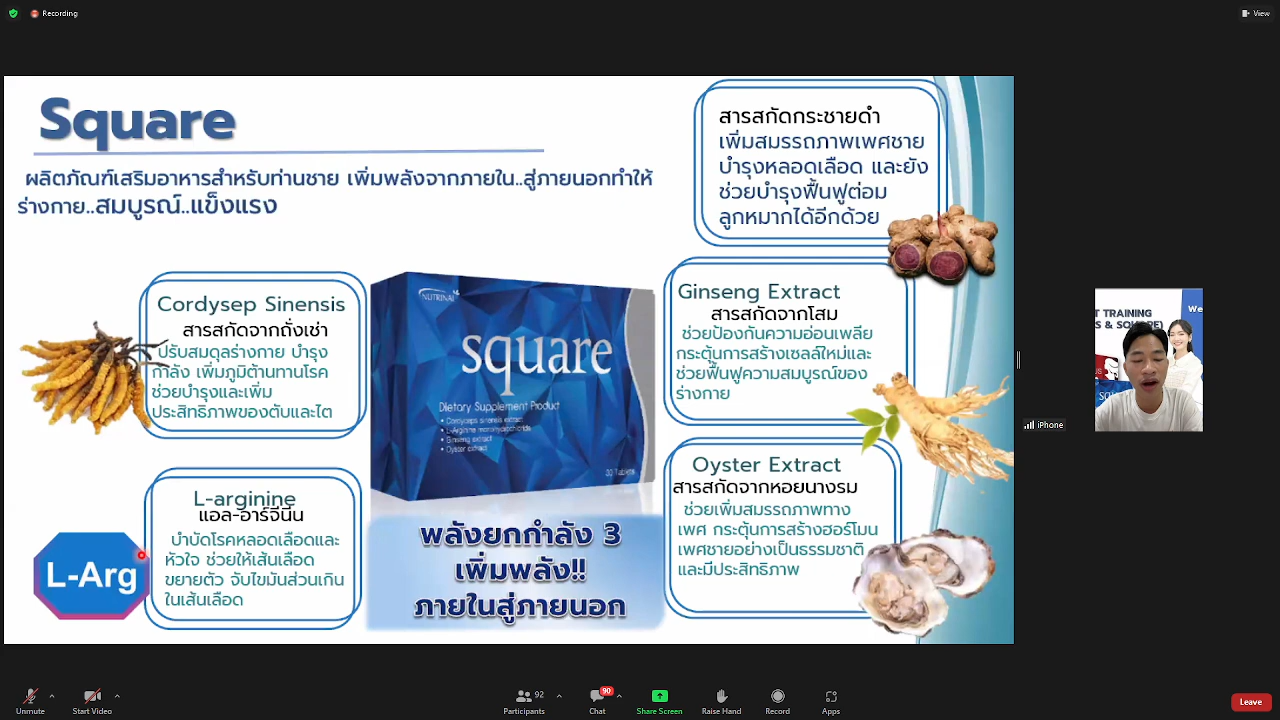 Recording
View
Square
ผลิตภัณฑ์เสริมอาหารสำหรับท่านชาย เพิ่มพลังจากภายใน..สู่ภายนอกทำให้
ร่างกาย..สมบูรณ์..แข็งแรง
สารสกัดกระชายดำ
เพิ่มสมรรถภาพเพศชาย
บำรุงหลอดเลือด และยัง
ช่วยบำรุงฟื้นฟูต่อม
ลูกหมากได้อีกด้วย
Cordysep Sinensis
สารสกัดจากถั่งเช่า
ปรับสมดุลร่างกาย บำรุง
กำลัง เพิ่มภูมิต้านทานโรค
ช่วยบำรุงและเพิ่ม
ประสิทธิภาพของตับและไต
NUTRINAL
square
Dietary Supplement Product
• Cordyceps sinensis extract
• L-Arginine monohydrochloride
• Ginseng extract
• Oyster extract
30 Tablets
Ginseng Extract
สารสกัดจากโสม
ช่วยป้องกันความอ่อนเพลีย
กระตุ้นการสร้างเซลล์ใหม่และ
ช่วยฟื้นฟูความสมบูรณ์ของ
ร่างกาย
L-arginine
แอล-อาร์จีนีน
บำบัดโรคหลอดเลือดและ
หัวใจ ช่วยให้เส้นเลือด
ขยายตัว จับไขมันส่วนเกิน
ในเส้นเลือด
L-Arg
พลังยกกำลัง 3
เพิ่มพลัง!!
ภายในสู่ภายนอก
Oyster Extract
สารสกัดจากหอยนางรม
ช่วยเพิ่มสมรรถภาพทาง
เพศ กระตุ้นการสร้างฮอร์โมน
เพศชายอย่างเป็นธรรมชาติ
และมีประสิทธิภาพ
T TRAINING
We
iPhone
Unmute
Start Video
92
Participants
90
Chat
Share Screen
Raise Hand
Record
Apps
Leave